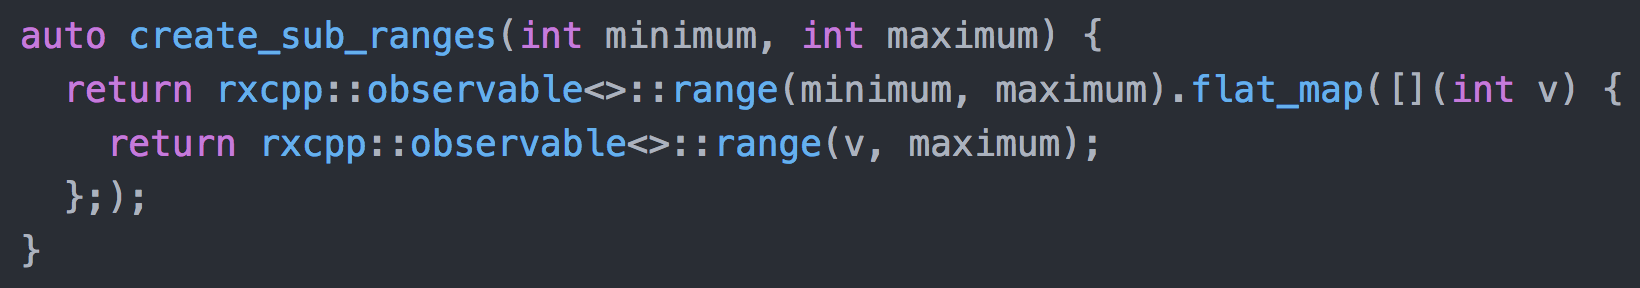 auto create_sub_ranges(int minimum, int maximum) {
  return rxcpp::observable<>::range(minimum, maximum).flat_map([](int v) {
    return rxcpp::observable<>::range(v, maximum);
  };);
}